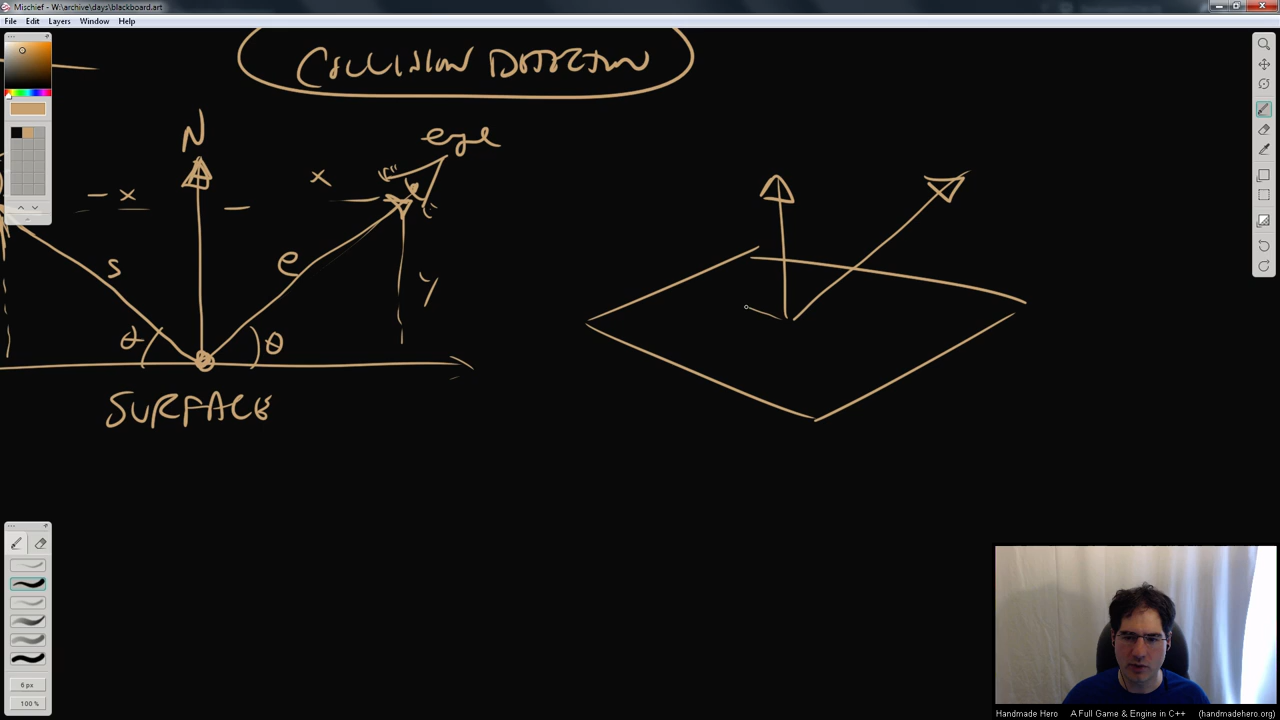 Mischief - W:\archive\days\blackboard.art
File Edit Layers Window Help
COLLISION DETECTION
N
eye
- x
x
s
e
y
θ
θ
SURFACE
6 px
100 %
Handmade Hero A Full Game & Engine in C++ (handmadehero.org)